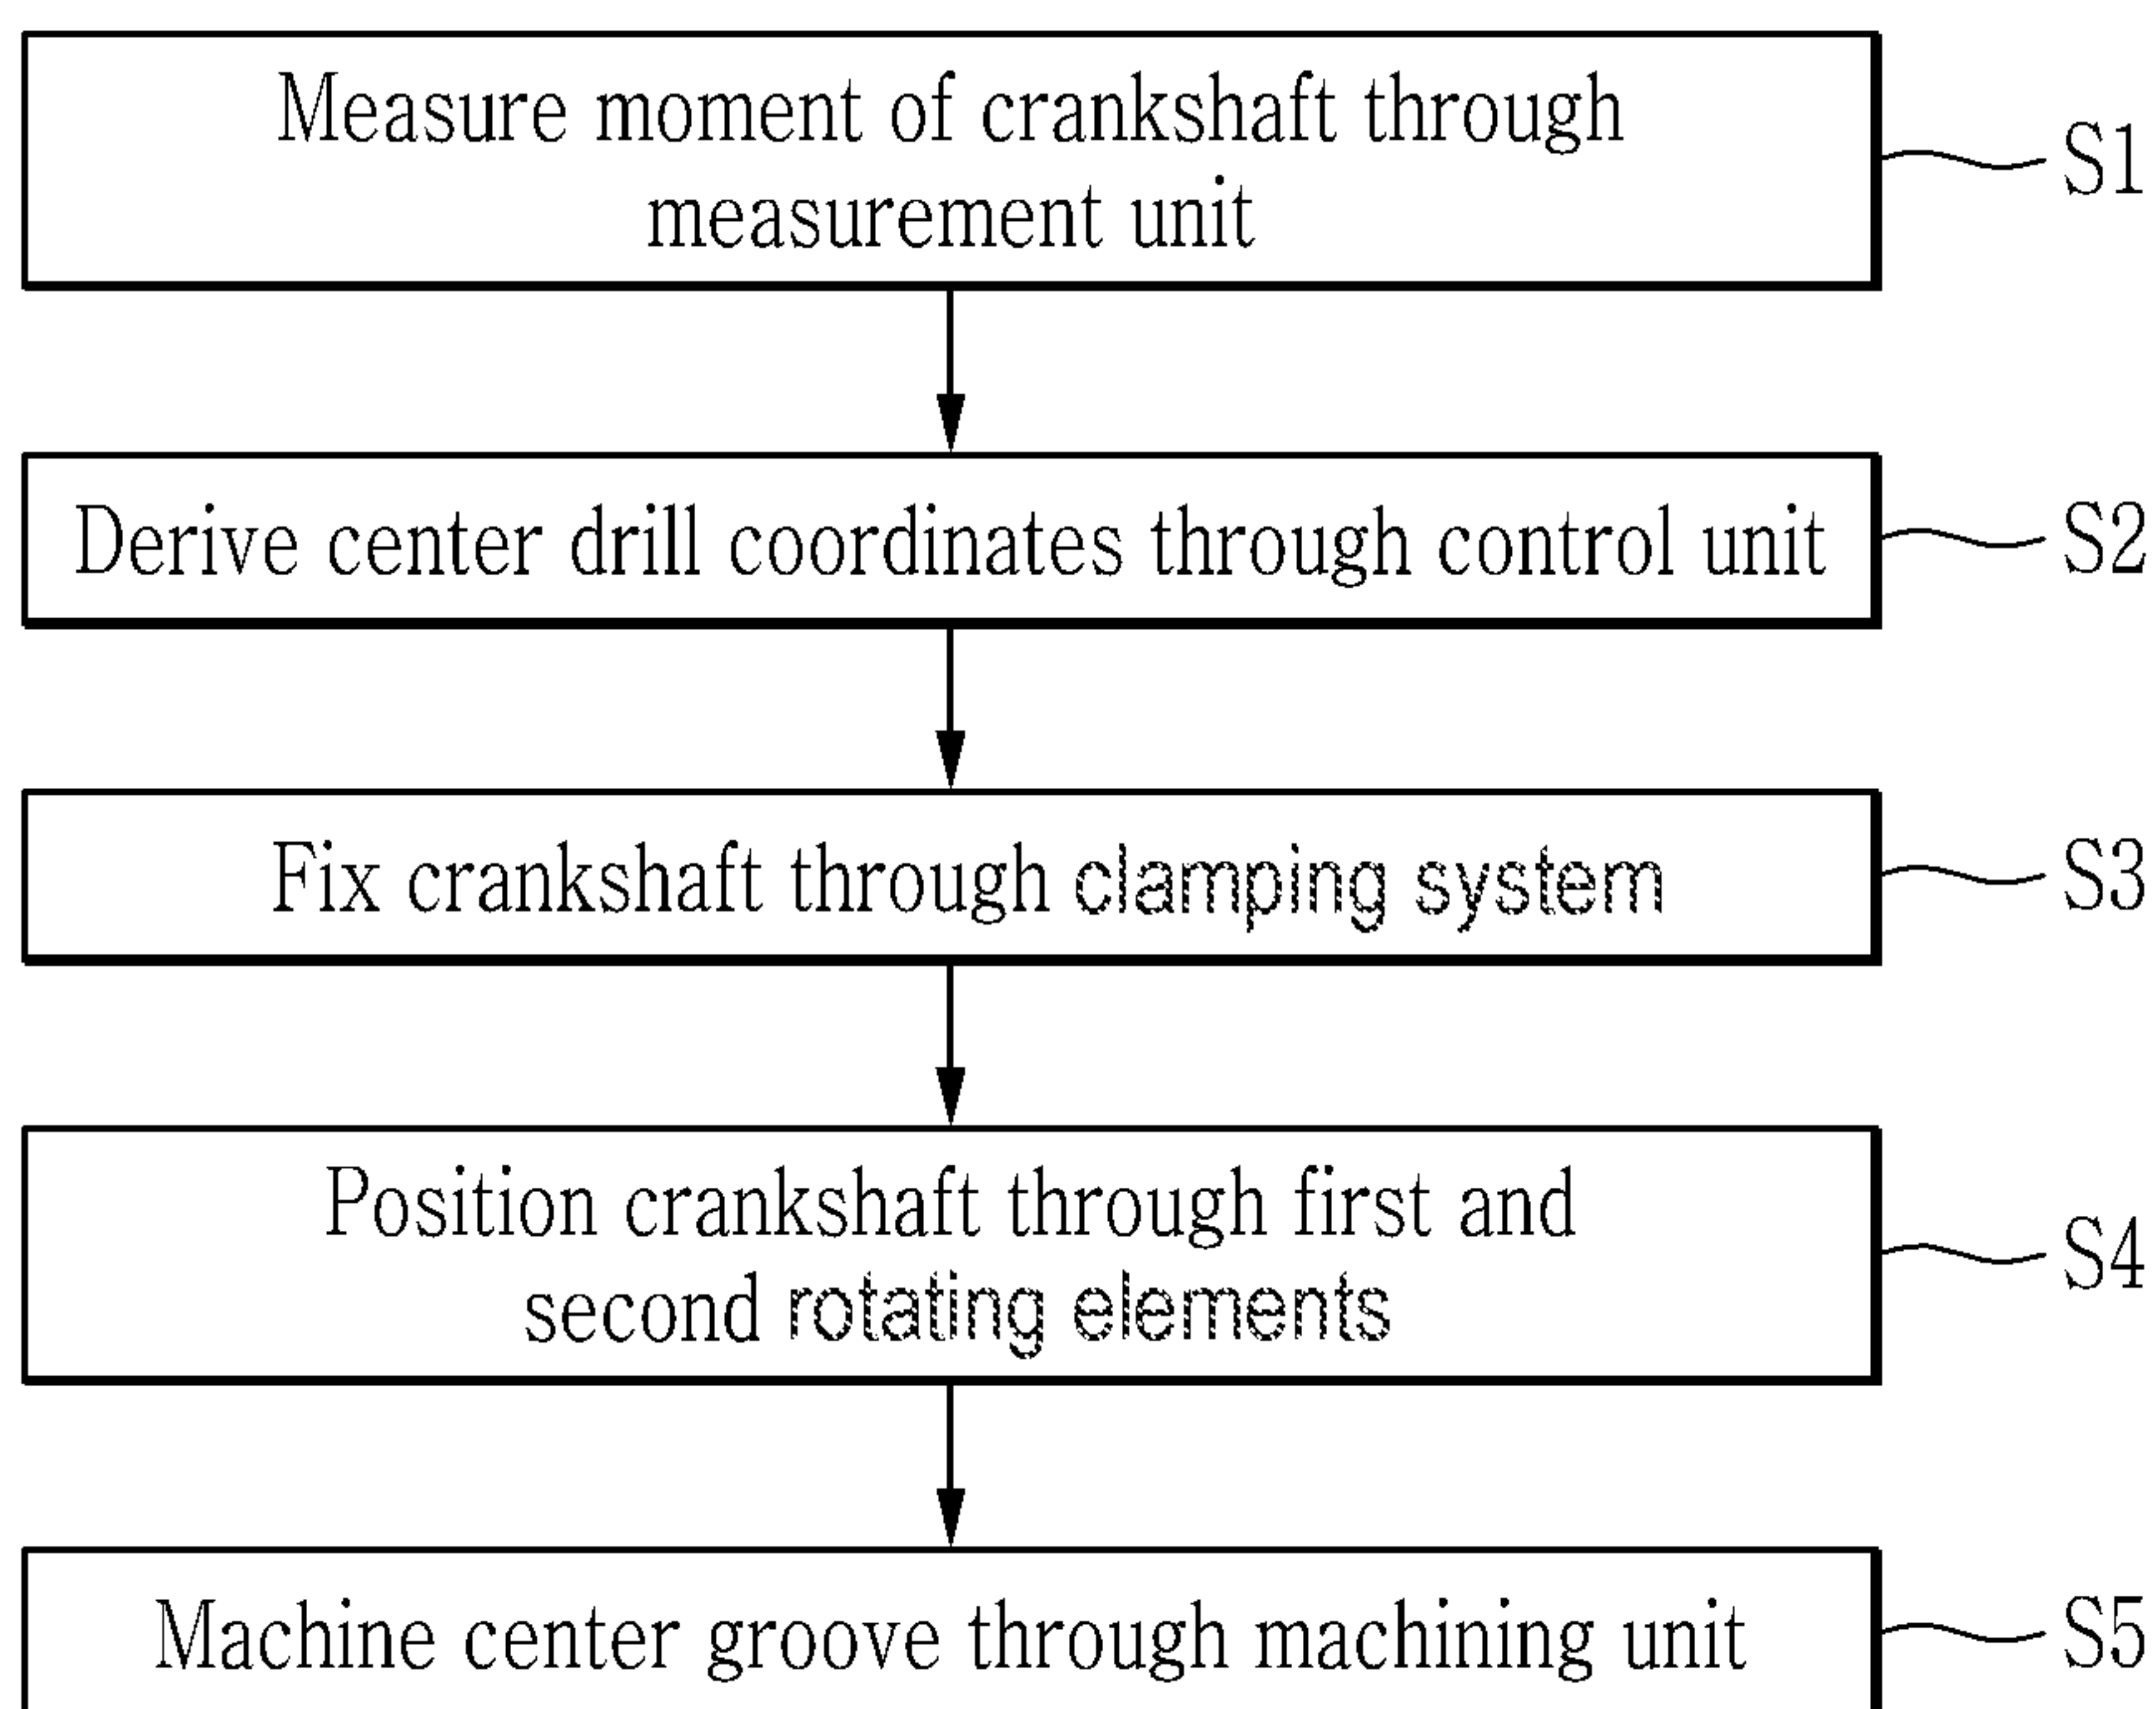 Measure moment of crankshaft through
measurement unit
S1
Derive center drill coordinates through control unit
S2
Fix crankshaft through clamping system
S3
Position crankshaft through first and
second rotating elements
S4
Machine center groove through machining unit
S5